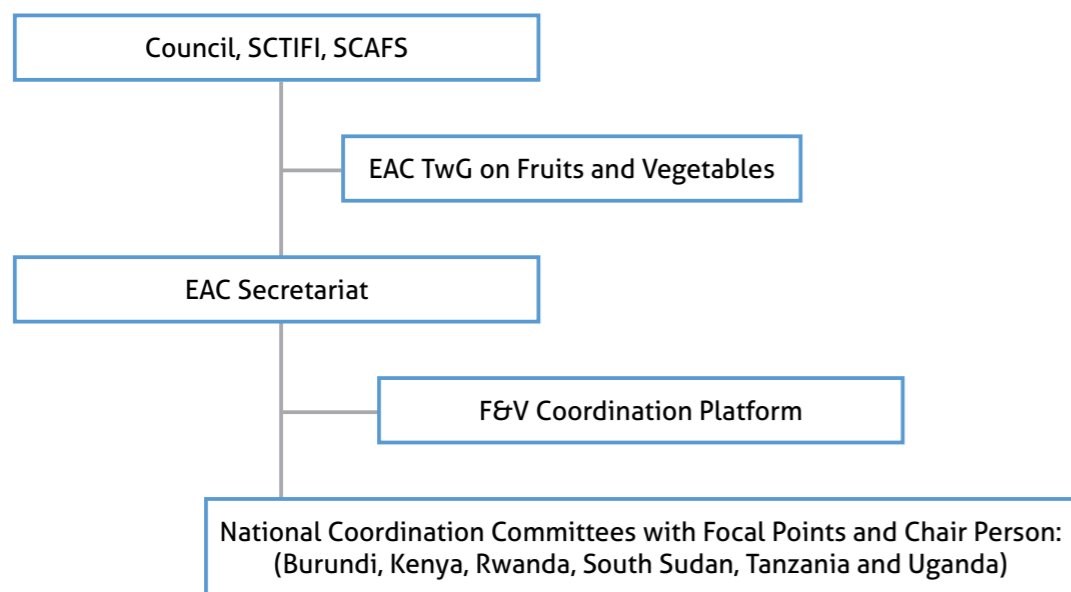 Council, SCTIFI, SCAFS
EAC TwG on Fruits and Vegetables
EAC Secretariat
F&V Coordination Platform
National Coordination Committees with Focal Points and Chair Person:
(Burundi, Kenya, Rwanda, South Sudan, Tanzania and Uganda)